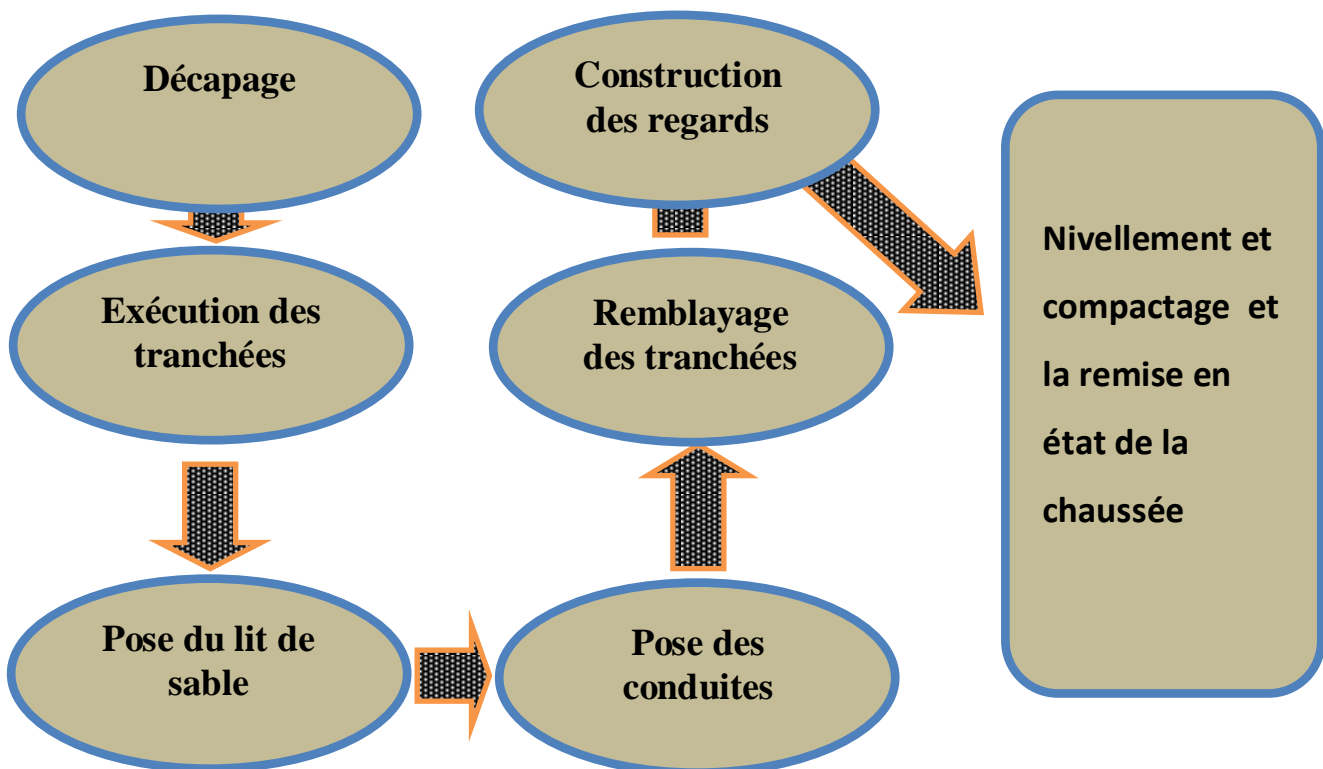 Décapage
Exécution des
tranchées
Pose du lit de
sable
Pose des
conduites
Remblayage
des tranchées
Construction
des regards
Nivellement et
compactage et
la remise en
état de la
chaussée